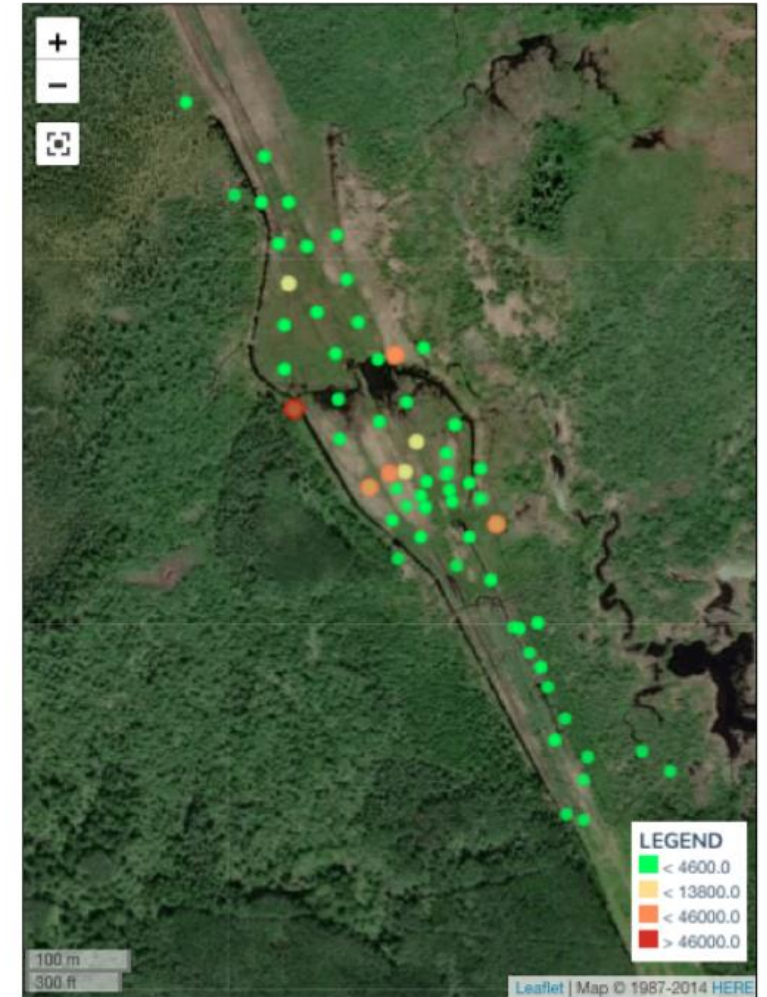 +
−
LEGEND
< 4600.0
< 13800.0
< 46000.0
> 46000.0
100 m
300 ft
Leaflet | Map © 1987-2014 HERE